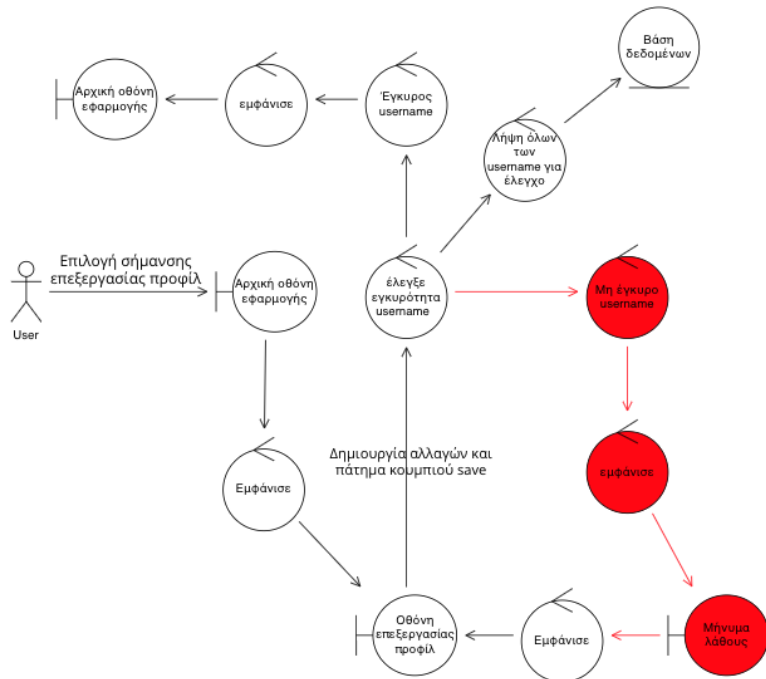 Βάση
δεδομένων
Αρχική οθόνη
εφαρμογής
εμφάνισε
Έγκυρος
username
Λήψη όλων
των
username για
έλεγχο
Επιλογή σήμανσης
επεξεργασίας προφίλ
User
Αρχική οθόνη
εφαρμογής
έλεγξε
εγκυρότητα
username
Μη έγκυρο
username
Δημιουργία αλλαγών και
πάτημα κουμπιού save
Εμφάνισε
εμφάνισε
Οθόνη
επεξεργασίας
προφίλ
Εμφάνισε
Μήνυμα
λάθους